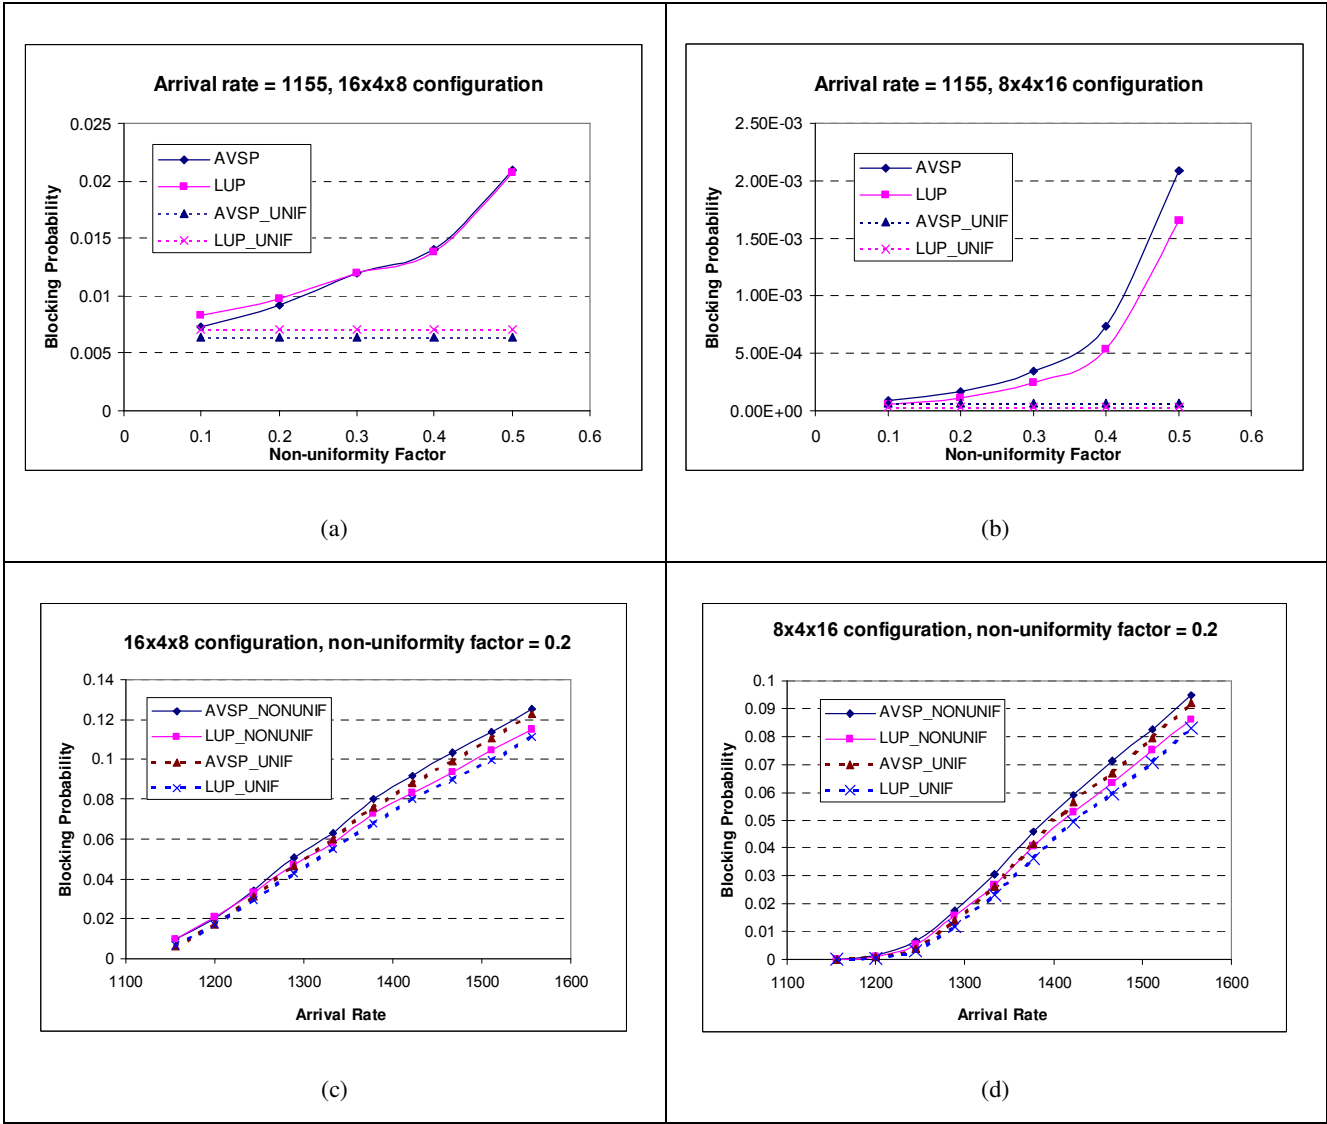 Arrival rate = 1155, 16x4x8 configuration
Blocking Probability
0.025
0.02
0.015
0.01
0.005
0
AVSP
LUP
AVSP_UNIF
LUP_UNIF
0 0.1 0.2 0.3 0.4 0.5 0.6
Non-uniformity Factor
(a)
Arrival rate = 1155, 8x4x16 configuration
Blocking Probability
2.50E-03
2.00E-03
1.50E-03
1.00E-03
5.00E-04
0.00E+00
AVSP
LUP
AVSP_UNIF
LUP_UNIF
0 0.1 0.2 0.3 0.4 0.5 0.6
Non-uniformity Factor
(b)
16x4x8 configuration, non-uniformity factor = 0.2
Blocking Probability
0.14
0.12
0.1
0.08
0.06
0.04
0.02
0
AVSP_NONUNIF
LUP_NONUNIF
AVSP_UNIF
LUP_UNIF
1100 1200 1300 1400 1500 1600
Arrival Rate
(c)
8x4x16 configuration, non-uniformity factor = 0.2
Blocking Probability
0.1
0.09
0.08
0.07
0.06
0.05
0.04
0.03
0.02
0.01
0
AVSP_NONUNIF
LUP_NONUNIF
AVSP_UNIF
LUP_UNIF
1100 1200 1300 1400 1500 1600
Arrival Rate
(d)